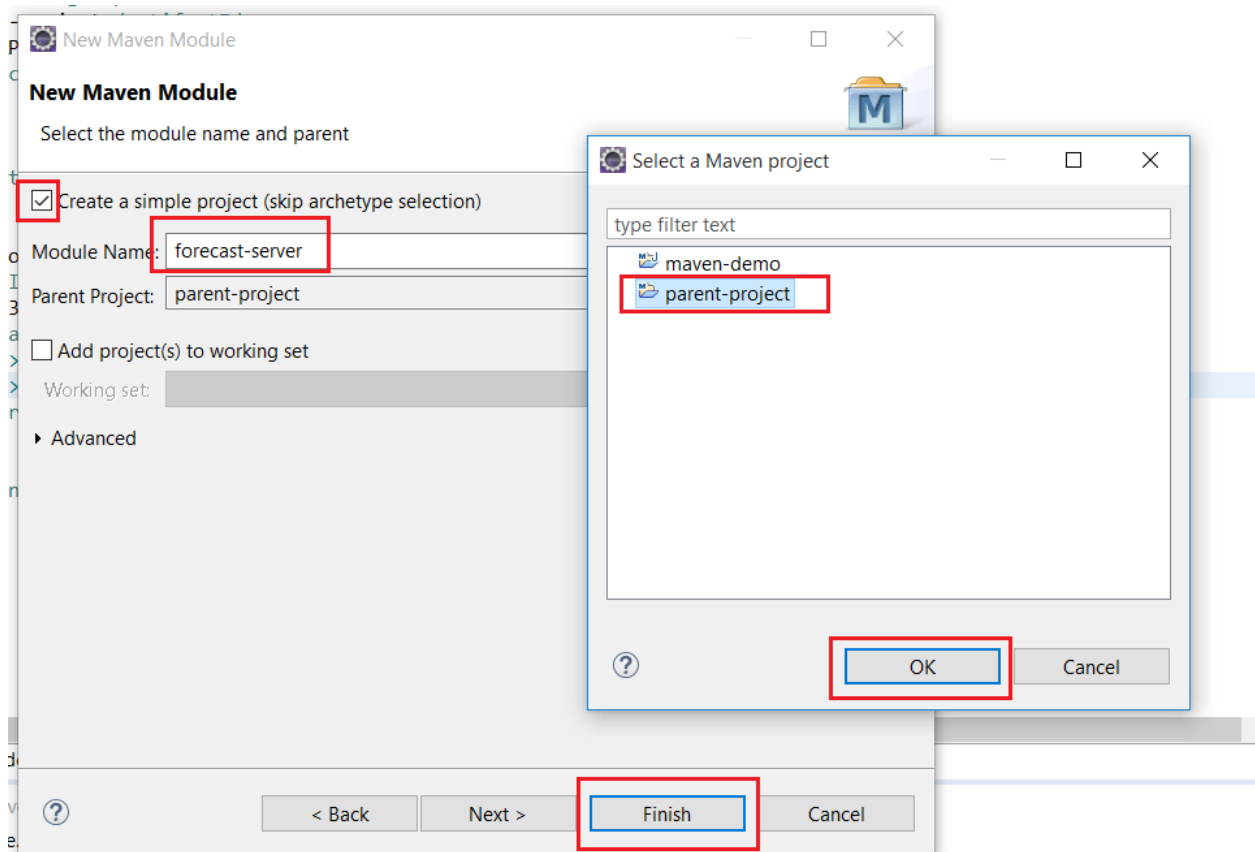 New Maven Module
New Maven Module
Select the module name and parent
Create a simple project (skip archetype selection)
Module Name: forecast-server
Parent Project: parent-project
Add project(s) to working set
Working set:
Advanced
< Back Next > Finish Cancel
Select a Maven project
type filter text
maven-demo
parent-project
OK Cancel